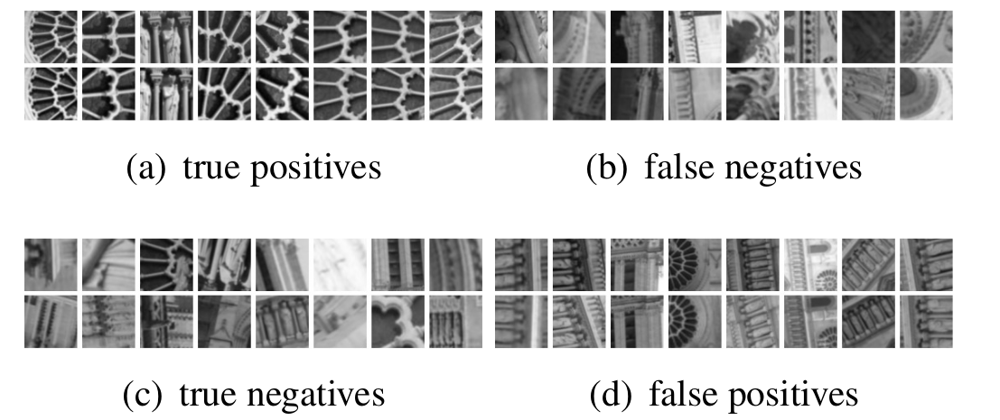 (a) true positives
(b) false negatives
(c) true negatives
(d) false positives